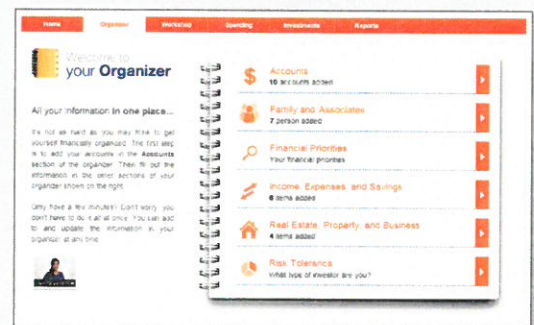 Home Organizer Workshop Spending Investments Reports
Welcome to
your Organizer
All your information in one place...
It's not as hard as you may think to get
yourself financially organized. The first step
is to add your accounts in the Accounts
section of the organizer. Then fill out the
information in the other sections of your
organizer shown on the right.
Only have a few minutes? Don't worry, you
don't have to do it all at once. You can add
to and update the information in your
organizer at any time.
Accounts
10 accounts added
Family and Associates
7 person added
Financial Priorities
Your financial priorities
Income, Expenses, and Savings
6 items added
Real Estate, Property, and Business
4 items added
Risk Tolerance
What type of investor are you?